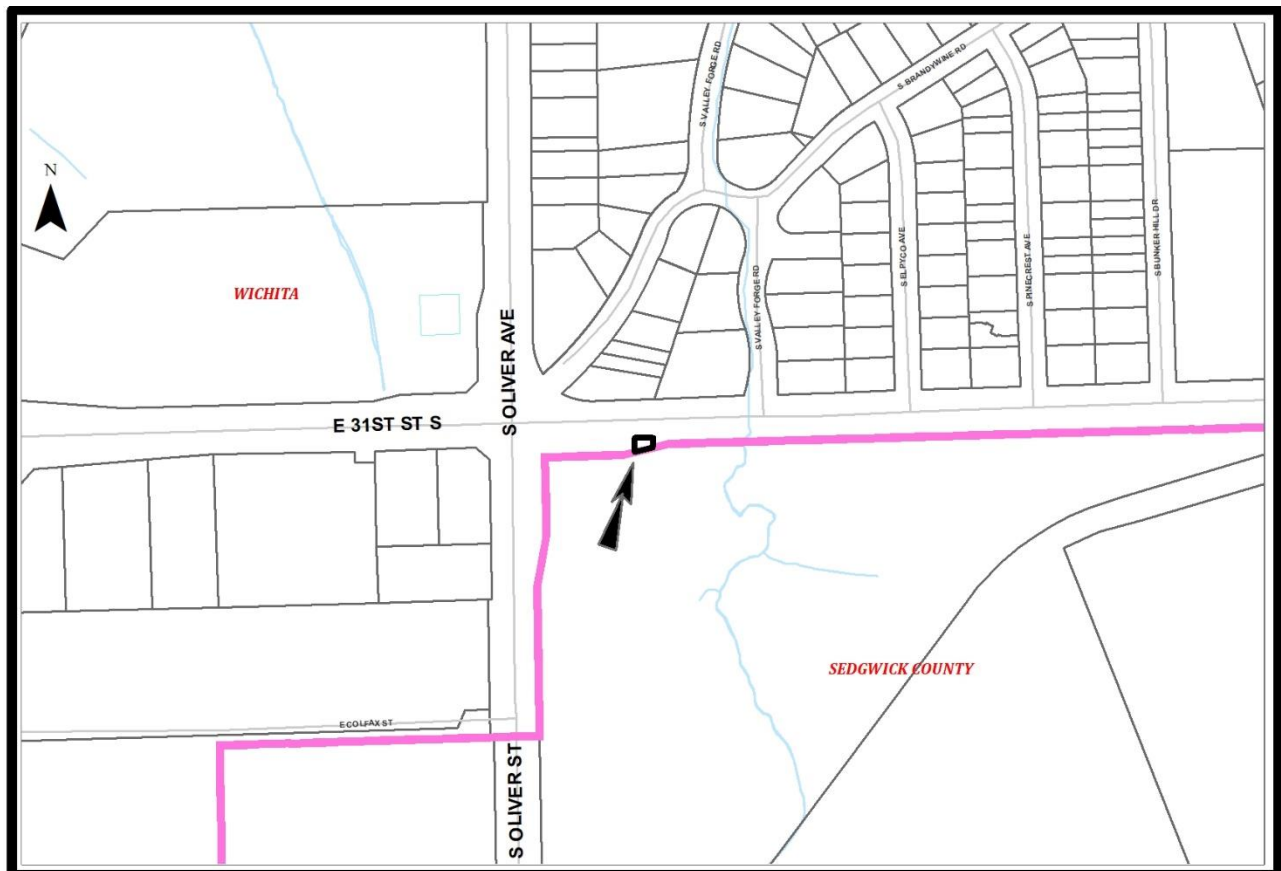 S VALLEY FORGE RD
S BRANDYWINE RD
N
WICHITA
S OLIVER AVE
S VALLEY FORGE RD
S ELPYCO AVE
S PINECREST AVE
S BUNKER HILL DR
E 31ST ST S
SEDGWICK COUNTY
E COLFAX ST
S OLIVER ST